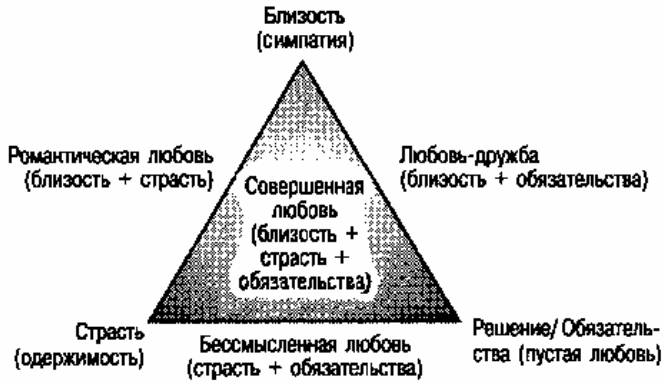 Близость
(симпатия)
Романтическая любовь
(близость + страсть)
Любовь-дружба
(близость + обязательства)
Совершенная
любовь
(близость +
страсть +
обязательства)
Страсть
(одержимость)
Бессмысленная любовь
(страсть + обязательства)
Решение/ Обязатель-
ства (пустая любовь)